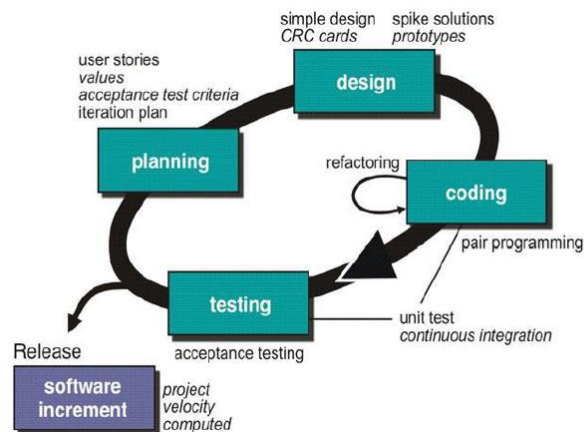 simple design
CRC cards
spike solutions
prototypes
user stories
values
acceptance test criteria
iteration plan
design
planning
refactoring
coding
pair programming
testing
unit test
continuous integration
acceptance testing
Release
software
increment
project
velocity
computed